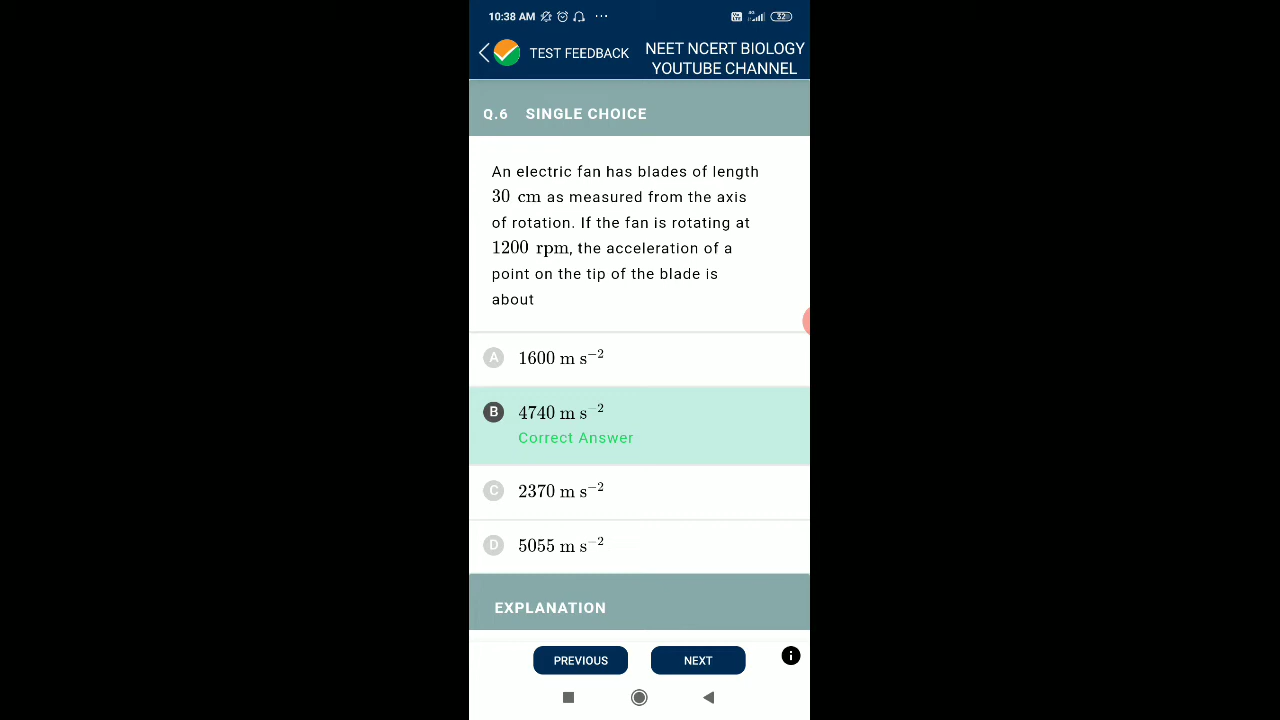 10:38 AM ... 4G 52
TEST FEEDBACK
NEET NCERT BIOLOGY
YOUTUBE CHANNEL
Q.6 SINGLE CHOICE
An electric fan has blades of length
30 cm as measured from the axis
of rotation. If the fan is rotating at
1200 rpm, the acceleration of a
point on the tip of the blade is
about
A 1600 m s⁻²
B 4740 m s⁻²
Correct Answer
C 2370 m s⁻²
D 5055 m s⁻²
EXPLANATION
PREVIOUS NEXT i